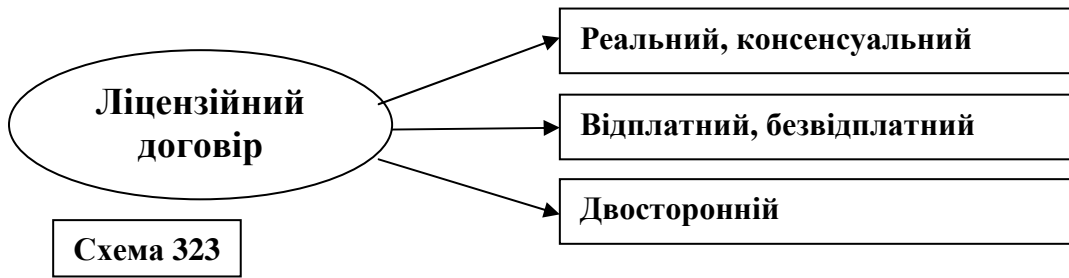 Ліцензійний
договір
Реальний, консенсуальний
Відплатний, безвідплатний
Двосторонній
Схема 323